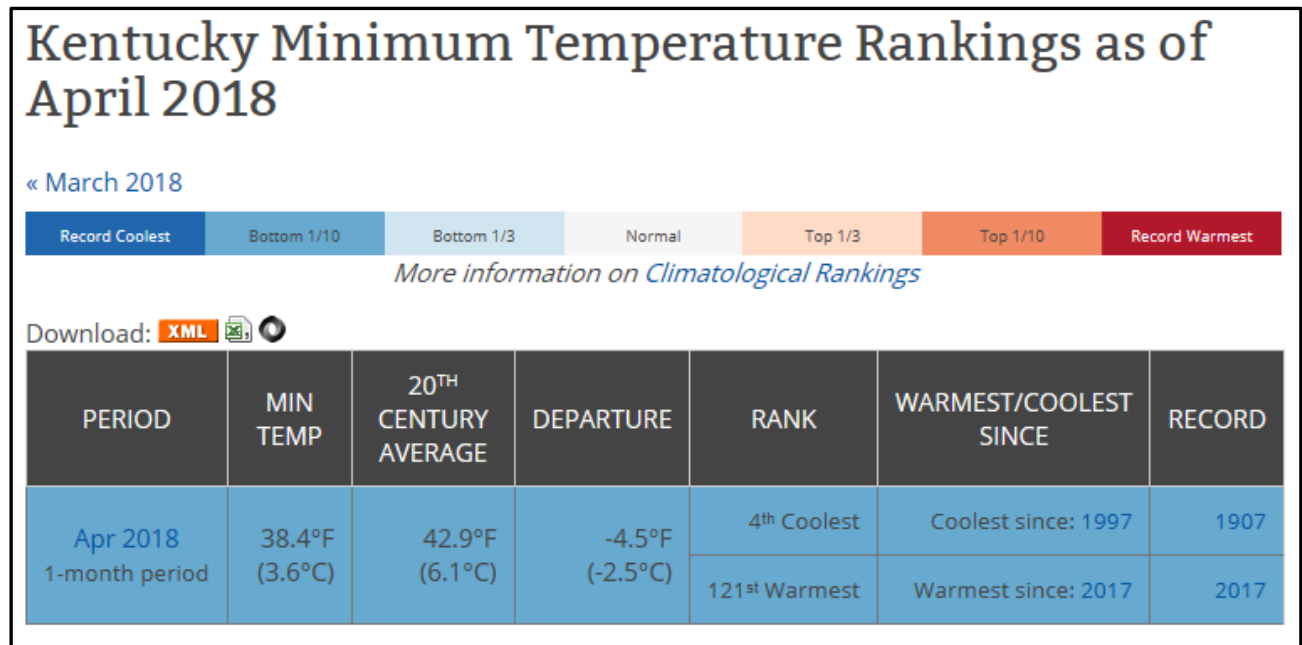 Kentucky Minimum Temperature Rankings as of
April 2018
« March 2018
Record Coolest Bottom 1/10 Bottom 1/3 Normal Top 1/3 Top 1/10 Record Warmest
More information on Climatological Rankings
Download: XML
PERIOD MIN TEMP 20TH CENTURY AVERAGE DEPARTURE RANK WARMEST/COOLEST SINCE RECORD
Apr 2018 1-month period 38.4°F (3.6°C) 42.9°F (6.1°C) -4.5°F (-2.5°C) 4th Coolest Coolest since: 1997 1907
121st Warmest Warmest since: 2017 2017